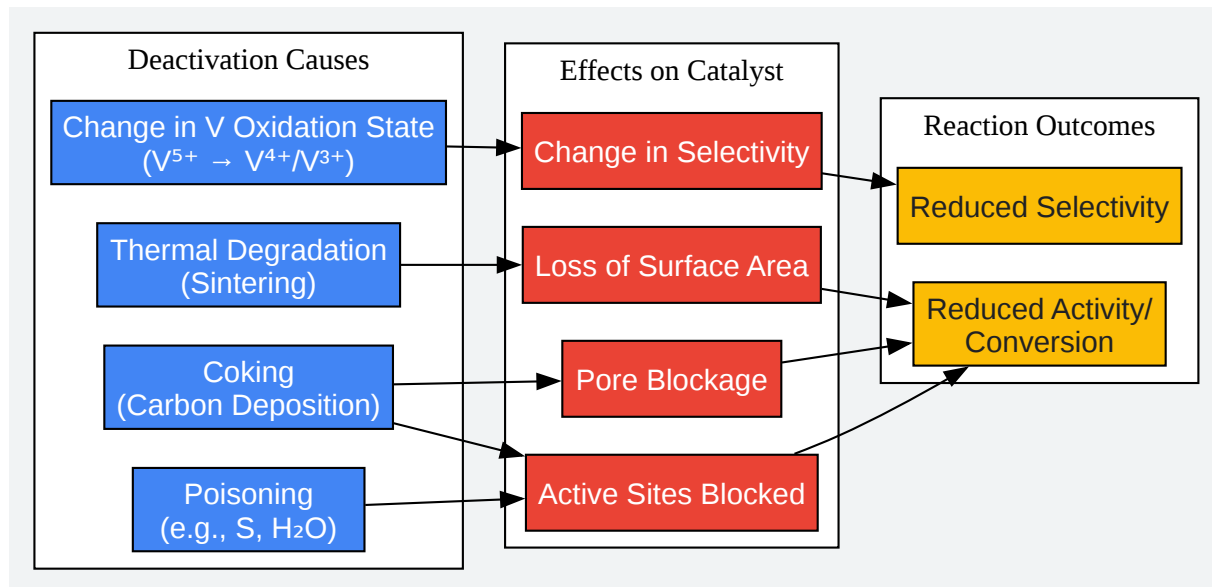 Deactivation Causes
Change in V Oxidation State
(V⁵⁺ → V⁴⁺/V³⁺)
Thermal Degradation
(Sintering)
Coking
(Carbon Deposition)
Poisoning
(e.g., S, H₂O)
Effects on Catalyst
Change in Selectivity
Loss of Surface Area
Pore Blockage
Active Sites Blocked
Reaction Outcomes
Reduced Selectivity
Reduced Activity/
Conversion